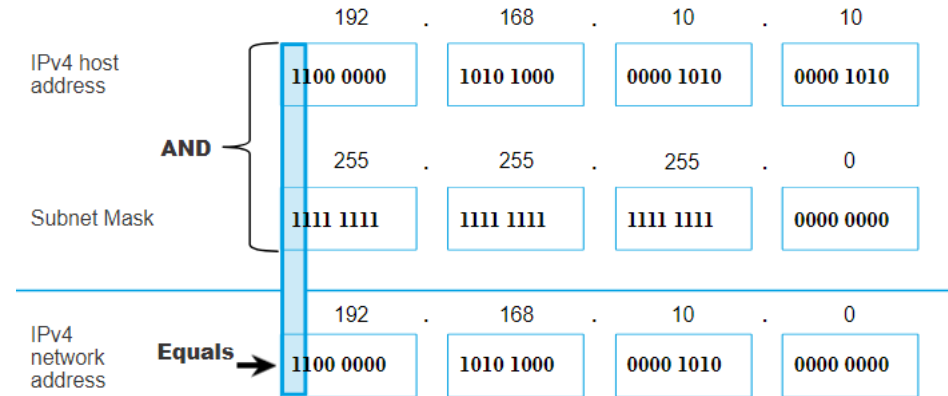 192 . 168 . 10 . 10
IPv4 host
address
1100 0000 1010 1000 0000 1010 0000 1010
AND
255 . 255 . 255 . 0
Subnet Mask
1111 1111 1111 1111 1111 1111 0000 0000
192 . 168 . 10 . 0
IPv4
network
address
Equals
1100 0000 1010 1000 0000 1010 0000 0000